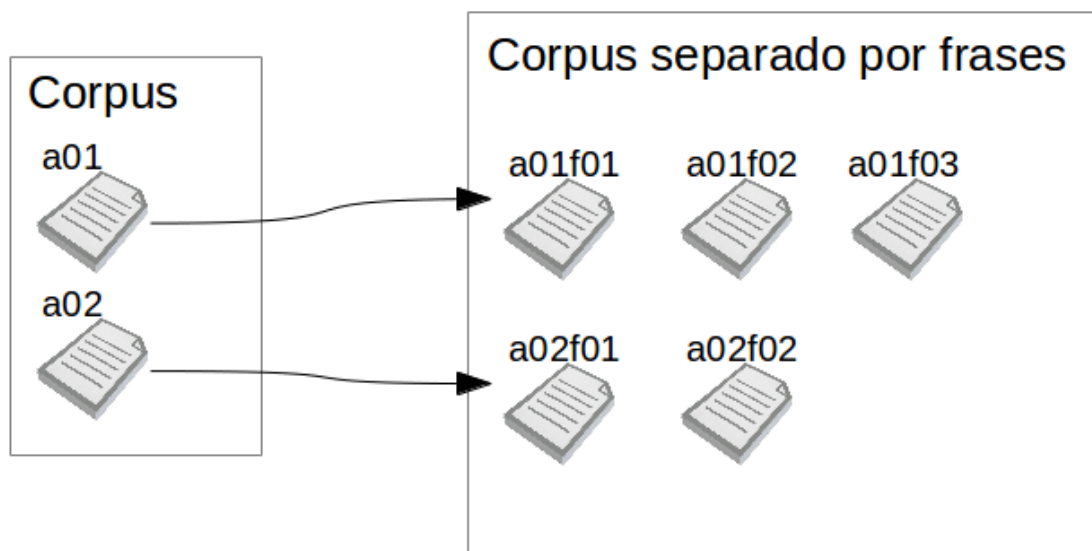 Corpus
a01
a02
Corpus separado por frases
a01f01 a01f02 a01f03
a02f01 a02f02